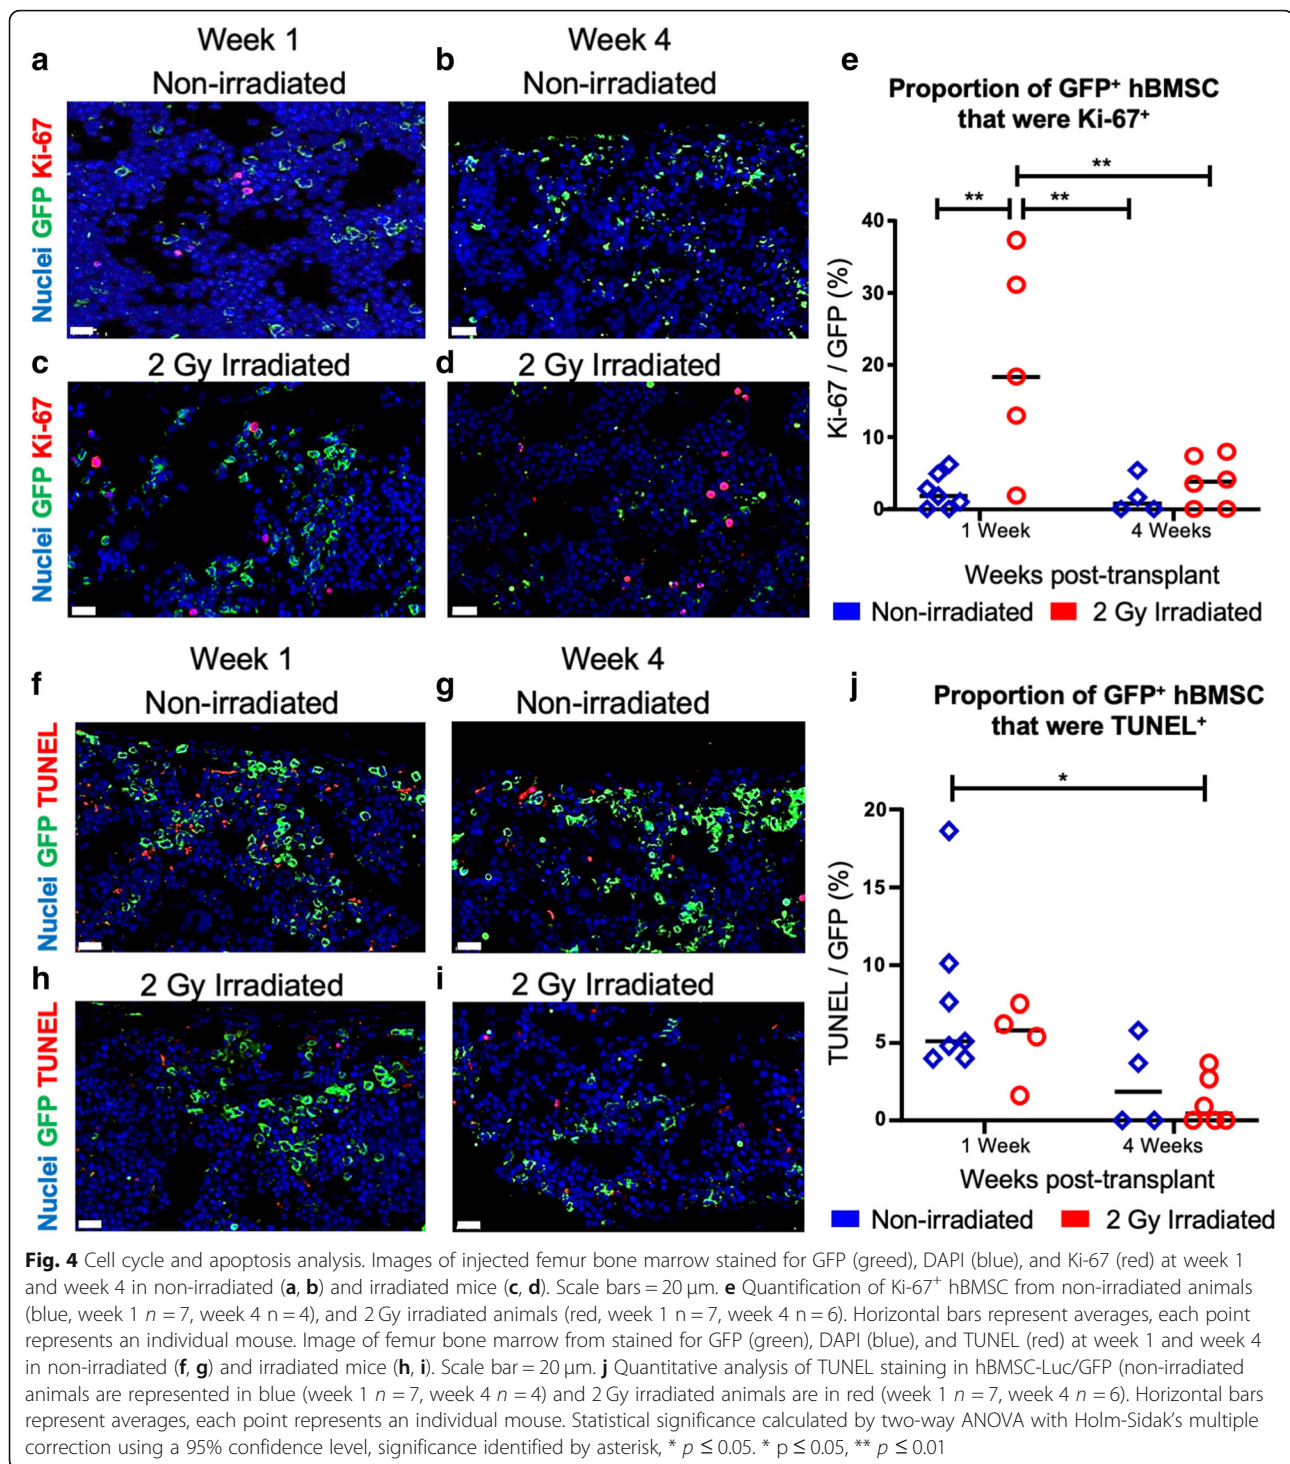 Week 1
Week 4
a
Non-irradiated
b
Non-irradiated
Nuclei GFP Ki-67
c
2 Gy Irradiated
d
2 Gy Irradiated
Nuclei GFP Ki-67
e
Proportion of GFP⁺ hBMSC
that were Ki-67⁺
**
** **
40
30
20
10
0
Ki-67 / GFP (%)
1 Week 4 Weeks
Weeks post-transplant
Non-irradiated 2 Gy Irradiated
Week 1
Week 4
f
Non-irradiated
g
Non-irradiated
Nuclei GFP TUNEL
h
2 Gy Irradiated
i
2 Gy Irradiated
Nuclei GFP TUNEL
j
Proportion of GFP⁺ hBMSC
that were TUNEL⁺
*
20
15
10
5
0
TUNEL / GFP (%)
1 Week 4 Weeks
Weeks post-transplant
Non-irradiated 2 Gy Irradiated
Fig. 4 Cell cycle and apoptosis analysis. Images of injected femur bone marrow stained for GFP (greed), DAPI (blue), and Ki-67 (red) at week 1
and week 4 in non-irradiated (a, b) and irradiated mice (c, d). Scale bars = 20 μm. e Quantification of Ki-67⁺ hBMSC from non-irradiated animals
(blue, week 1 n = 7, week 4 n = 4), and 2 Gy irradiated animals (red, week 1 n = 7, week 4 n = 6). Horizontal bars represent averages, each point
represents an individual mouse. Image of femur bone marrow from stained for GFP (green), DAPI (blue), and TUNEL (red) at week 1 and week 4
in non-irradiated (f, g) and irradiated mice (h, i). Scale bar = 20 μm. j Quantitative analysis of TUNEL staining in hBMSC-Luc/GFP (non-irradiated
animals are represented in blue (week 1 n = 7, week 4 n = 4) and 2 Gy irradiated animals are in red (week 1 n = 7, week 4 n = 6). Horizontal bars
represent averages, each point represents an individual mouse. Statistical significance calculated by two-way ANOVA with Holm-Sidak's multiple
correction using a 95% confidence level, significance identified by asterisk, * p ≤ 0.05. * p ≤ 0.05, ** p ≤ 0.01